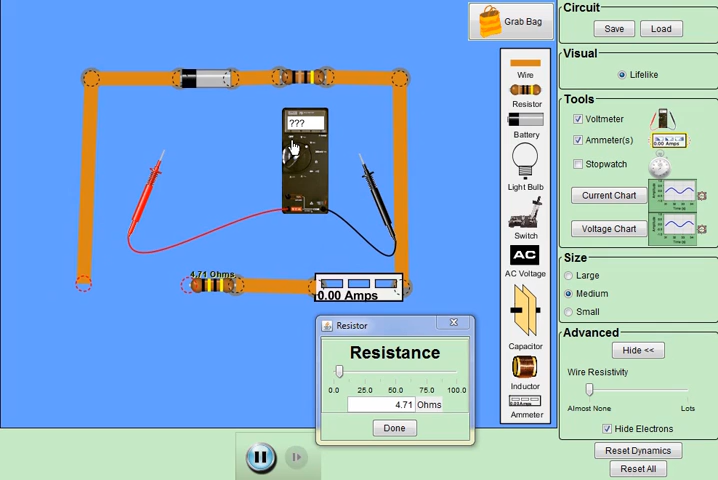 Grab Bag
Wire
Resistor
Battery
Light Bulb
Switch
AC
AC Voltage
Capacitor
Inductor
Ammeter
???
4.71 Ohms
0.00 Amps
Resistor
Resistance
0.0 25.0 50.0 75.0 100.0
4.71 Ohms
Done
Circuit
Save Load
Visual
Lifelike
Tools
Voltmeter
Ammeter(s)
0.00 Amps
Stopwatch
Current Chart
Voltage Chart
Size
Large
Medium
Small
Advanced
Hide <<
Wire Resistivity
Almost None Lots
Hide Electrons
Reset Dynamics
Reset All